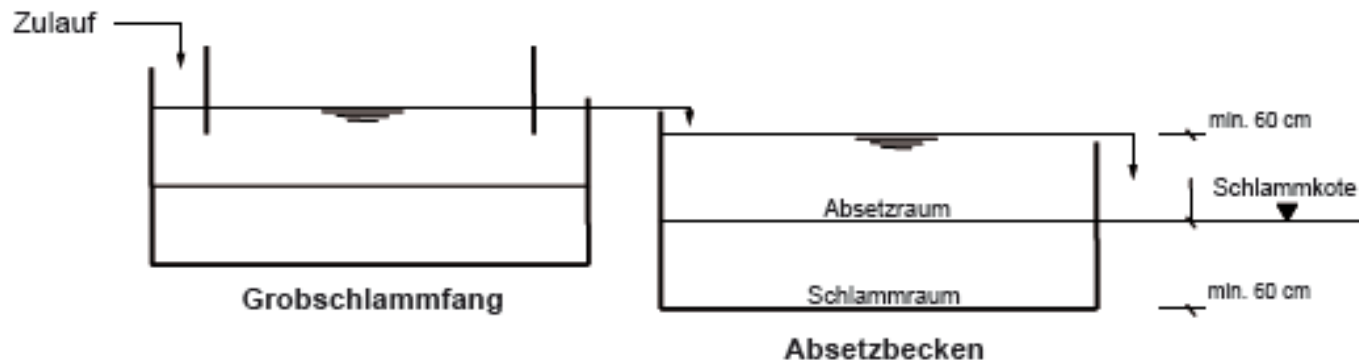 Zulauf
min. 60 cm
Schlammkote
Absetzraum
Schlammraum
min. 60 cm
Grobschlammfang
Absetzbecken